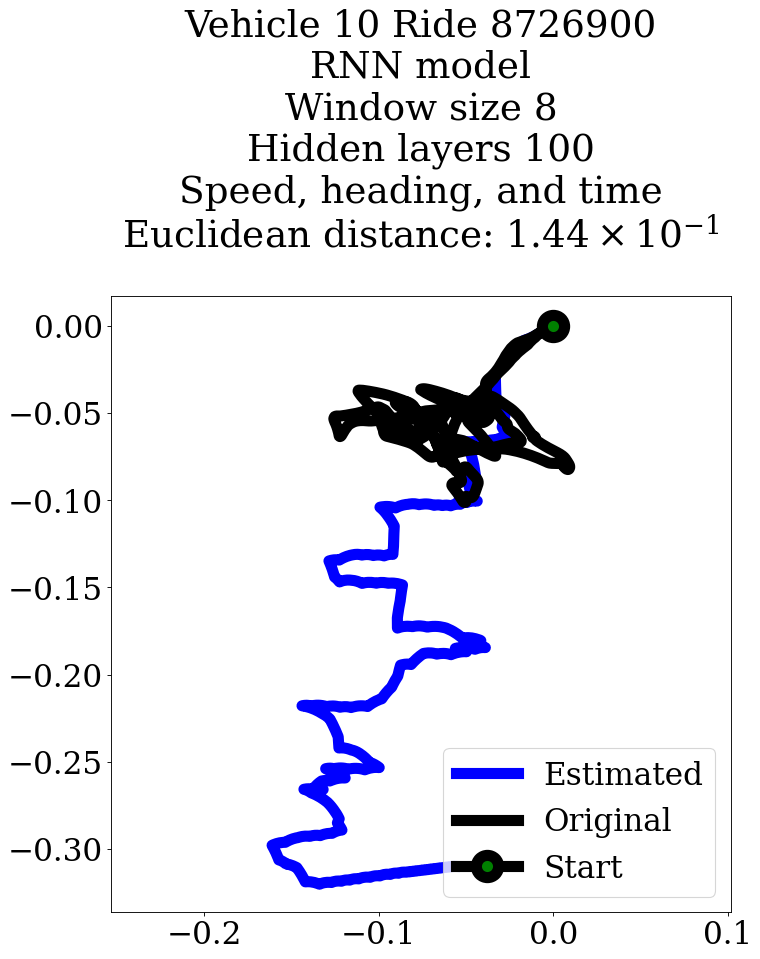 Vehicle 10 Ride 8726900
RNN model
Window size 8
Hidden layers 100
Speed, heading, and time
Euclidean distance: 1.44 × 10⁻¹
0.00
−0.05
−0.10
−0.15
−0.20
−0.25
−0.30
Estimated
Original
Start
−0.2 −0.1 0.0 0.1